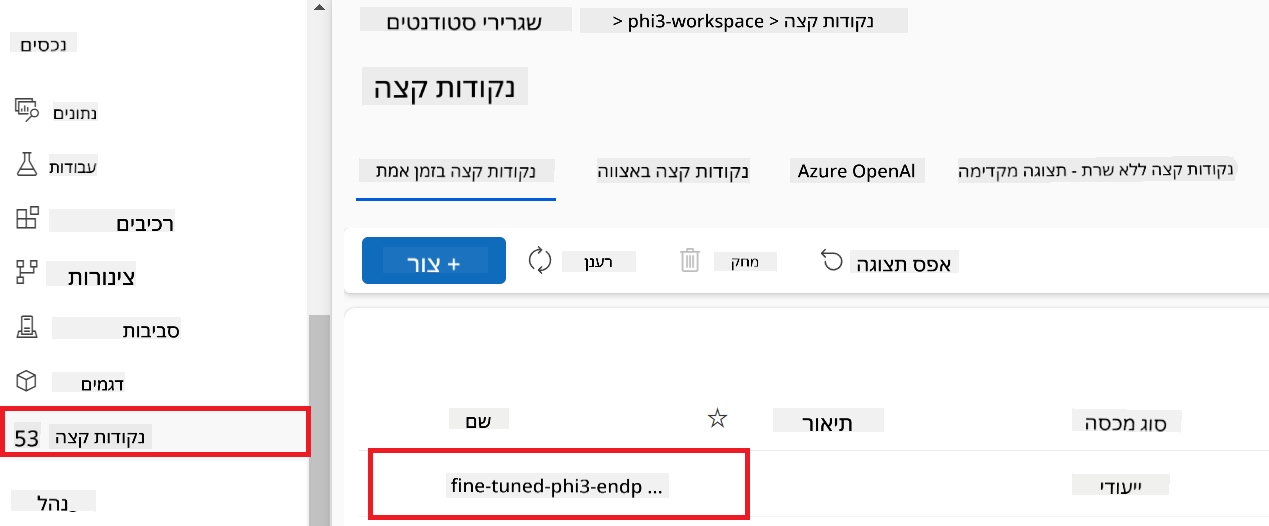 נכסים
נתונים
עבודות
רכיבים
צינורות
סביבות
דגמים
53 נקודות קצה
נהל
שגרירי סטודנטים
> phi3-workspace > נקודות קצה
נקודות קצה
נקודות קצה בזמן אמת
נקודות קצה באצווה
Azure OpenAI
נקודות קצה ללא שרת - תצוגה מקדימה
+ צור
רענן
מחק
אפס תצוגה
שם
תיאור
סוג מכסה
fine-tuned-phi3-endp ...
ייעודי